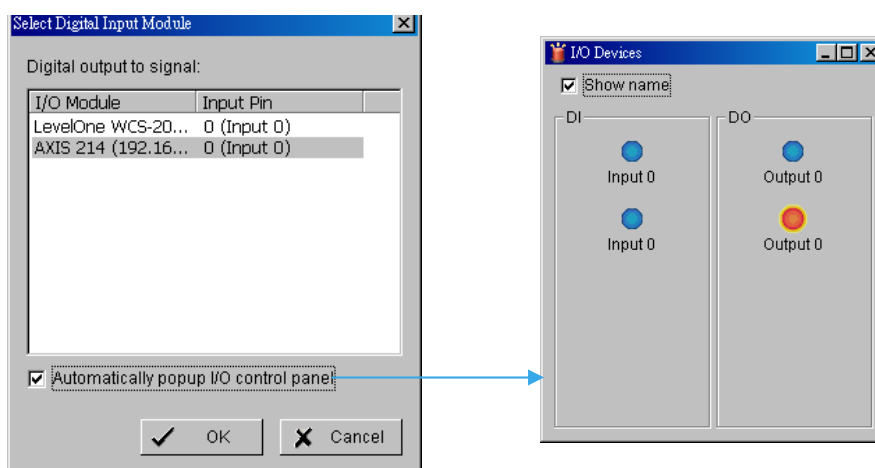 Select Digital Input Module
Digital output to signal:
I/O Module Input Pin
LevelOne WCS-20... 0 (Input 0)
AXIS 214 (192.16... 0 (Input 0)
Automatically popup I/O control panel
OK Cancel
I/O Devices
Show name
DI DO
Input 0 Output 0
Input 0 Output 0